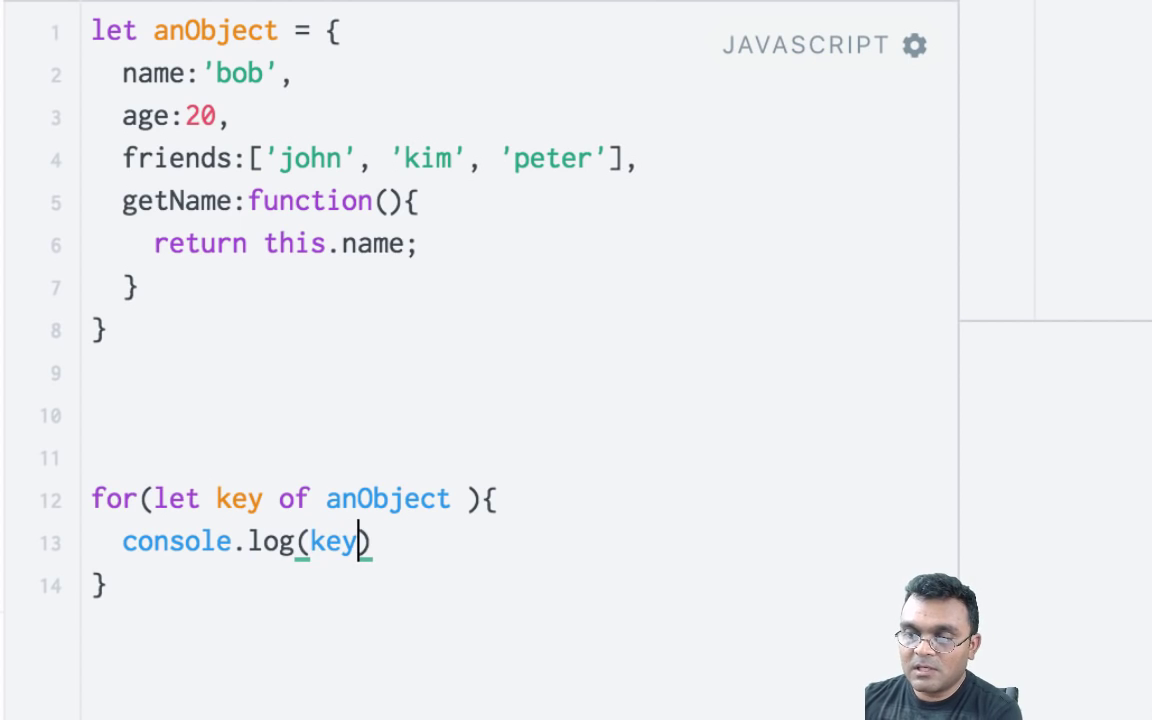 1 let anObject = {
JAVASCRIPT
2 name:'bob',
3 age:20,
4 friends:['john', 'kim', 'peter'],
5 getName:function(){
6 return this.name;
7 }
8 }
9
10
11
12 for(let key of anObject ){
13 console.log(key)
14 }